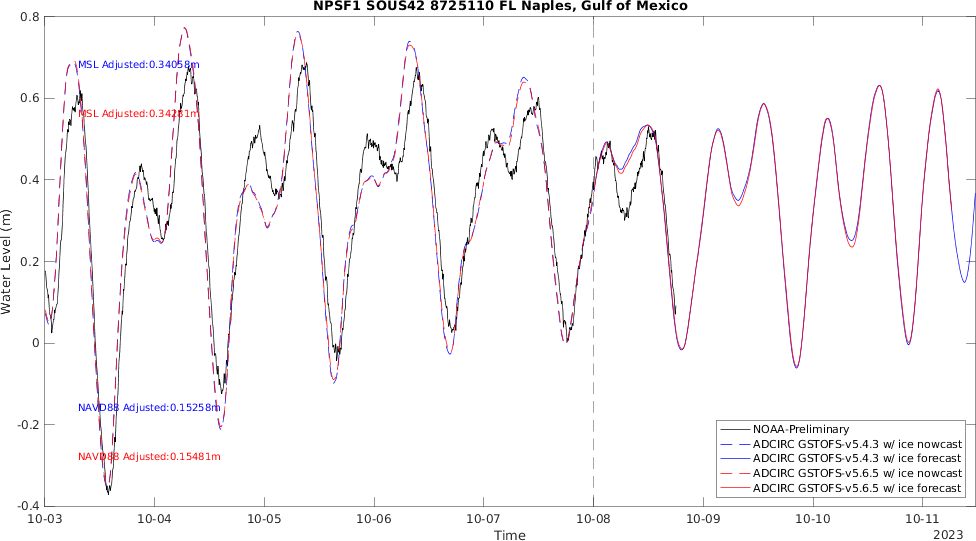 NPSF1 SOUS42 8725110 FL Naples, Gulf of Mexico
0.8
0.6
0.4
0.2
0
-0.2
-0.4
Water Level (m)
MSL Adjusted:0.34058m
MSL Adjusted:0.34281m
NAVD88 Adjusted:0.15258m
NAVD88 Adjusted:0.15481m
NOAA-Preliminary
ADCIRC GSTOFS-v5.4.3 w/ ice nowcast
ADCIRC GSTOFS-v5.4.3 w/ ice forecast
ADCIRC GSTOFS-v5.6.5 w/ ice nowcast
ADCIRC GSTOFS-v5.6.5 w/ ice forecast
10-03 10-04 10-05 10-06 10-07 10-08 10-09 10-10 10-11
Time
2023